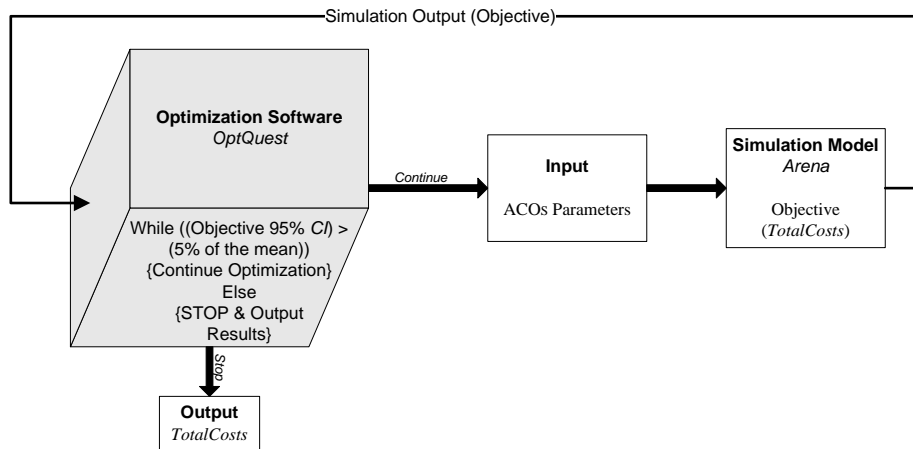 Simulation Output (Objective)
Optimization Software
OptQuest
Continue
Input
ACOs Parameters
Simulation Model
Arena
Objective
(TotalCosts)
While ((Objective 95% CI) >
(5% of the mean))
{Continue Optimization}
Else
{STOP & Output
Results}
Stop
Output
TotalCosts